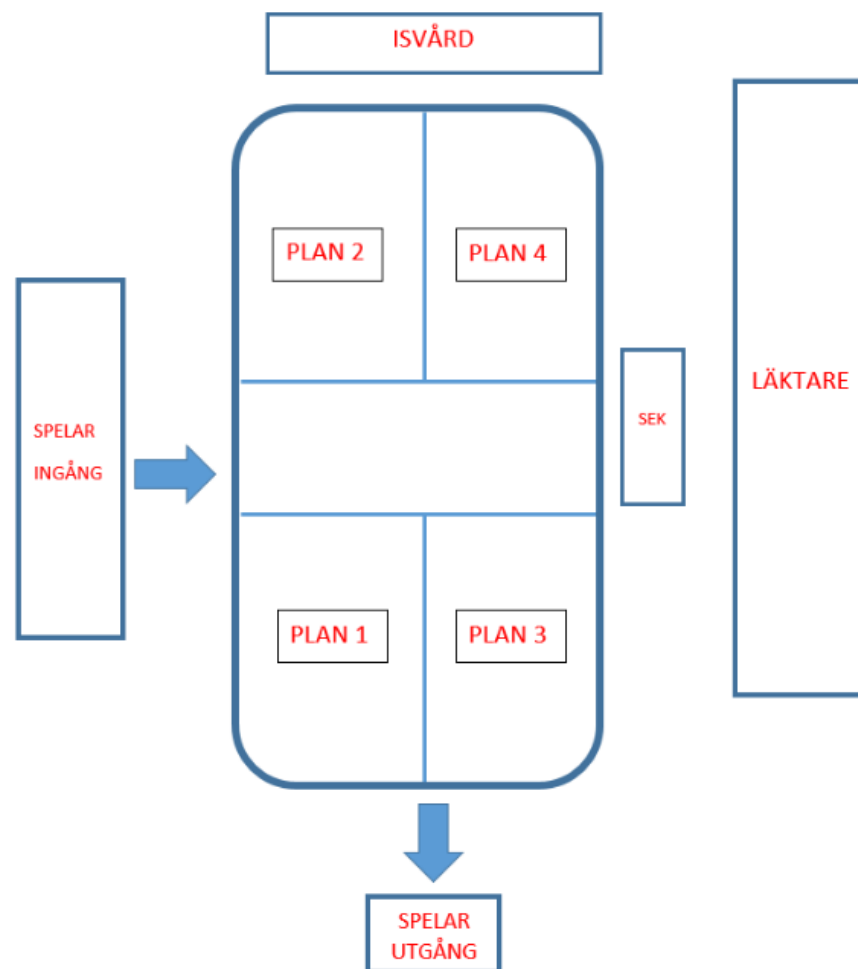 ISVÅRD
PLAN 2
PLAN 4
SPELAR
INGÅNG
SEK
LÄKTARE
PLAN 1
PLAN 3
SPELAR
UTGÅNG